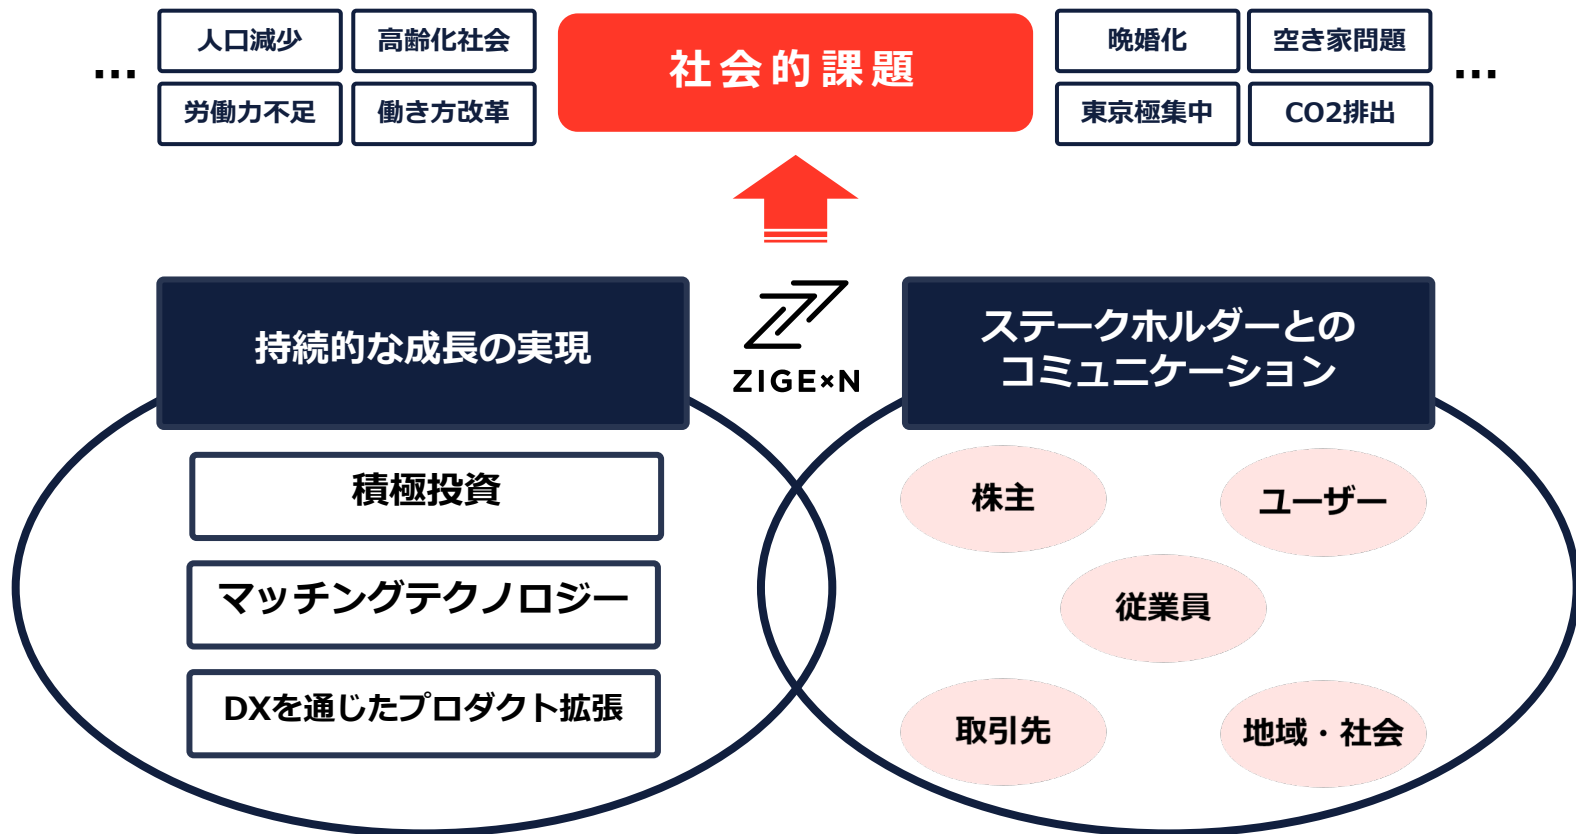 人口減少
高齢化社会
社会的課題
晩婚化
空き家問題
…
…
労働力不足
働き方改革
東京極集中
CO2排出
持続的な成長の実現
ZIGE×N
ステークホルダーとの
コミュニケーション
積極投資
株主
ユーザー
マッチングテクノロジー
従業員
DXを通じたプロダクト拡張
取引先
地域・社会